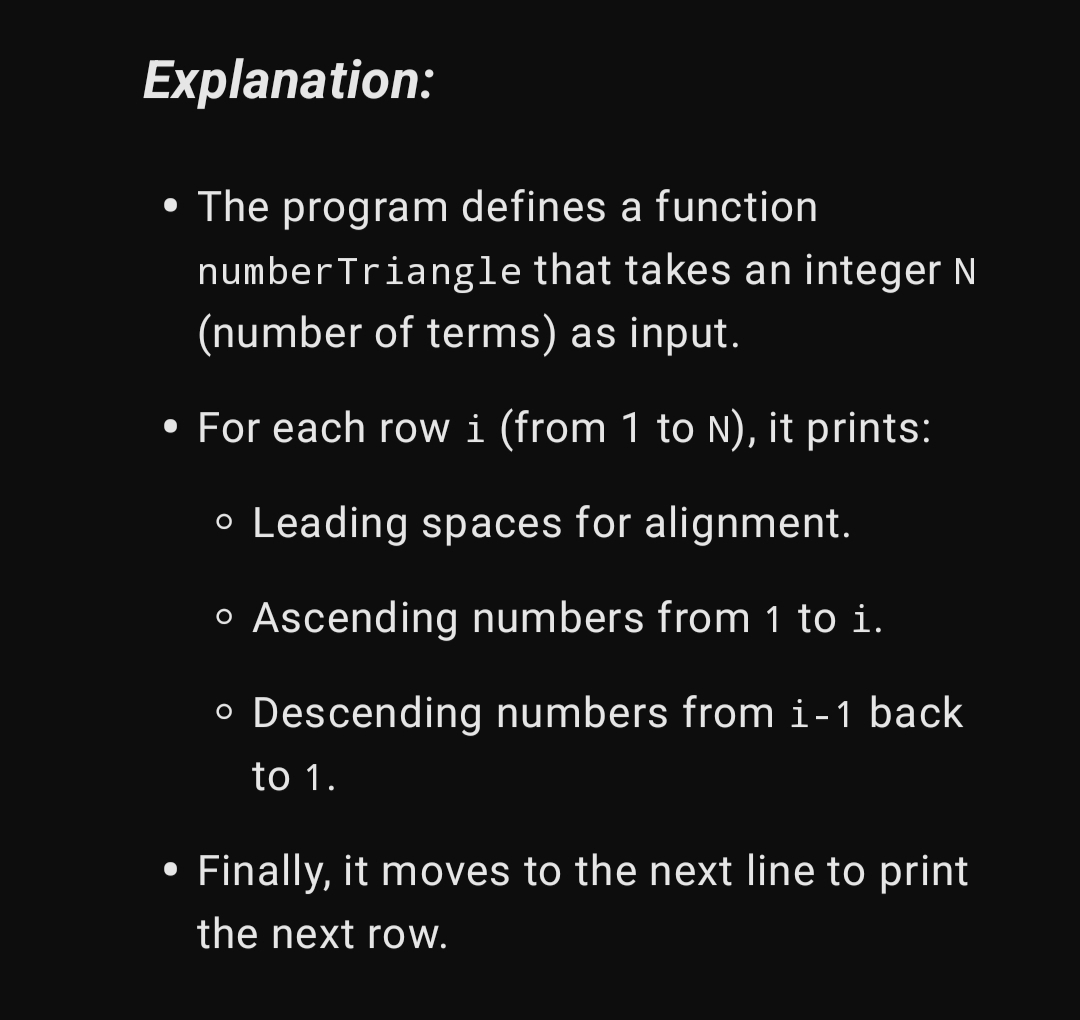 Explanation:
• The program defines a function
numberTriangle that takes an integer N
(number of terms) as input.
• For each row i (from 1 to N), it prints:
◦ Leading spaces for alignment.
◦ Ascending numbers from 1 to i.
◦ Descending numbers from i-1 back
to 1.
• Finally, it moves to the next line to print
the next row.